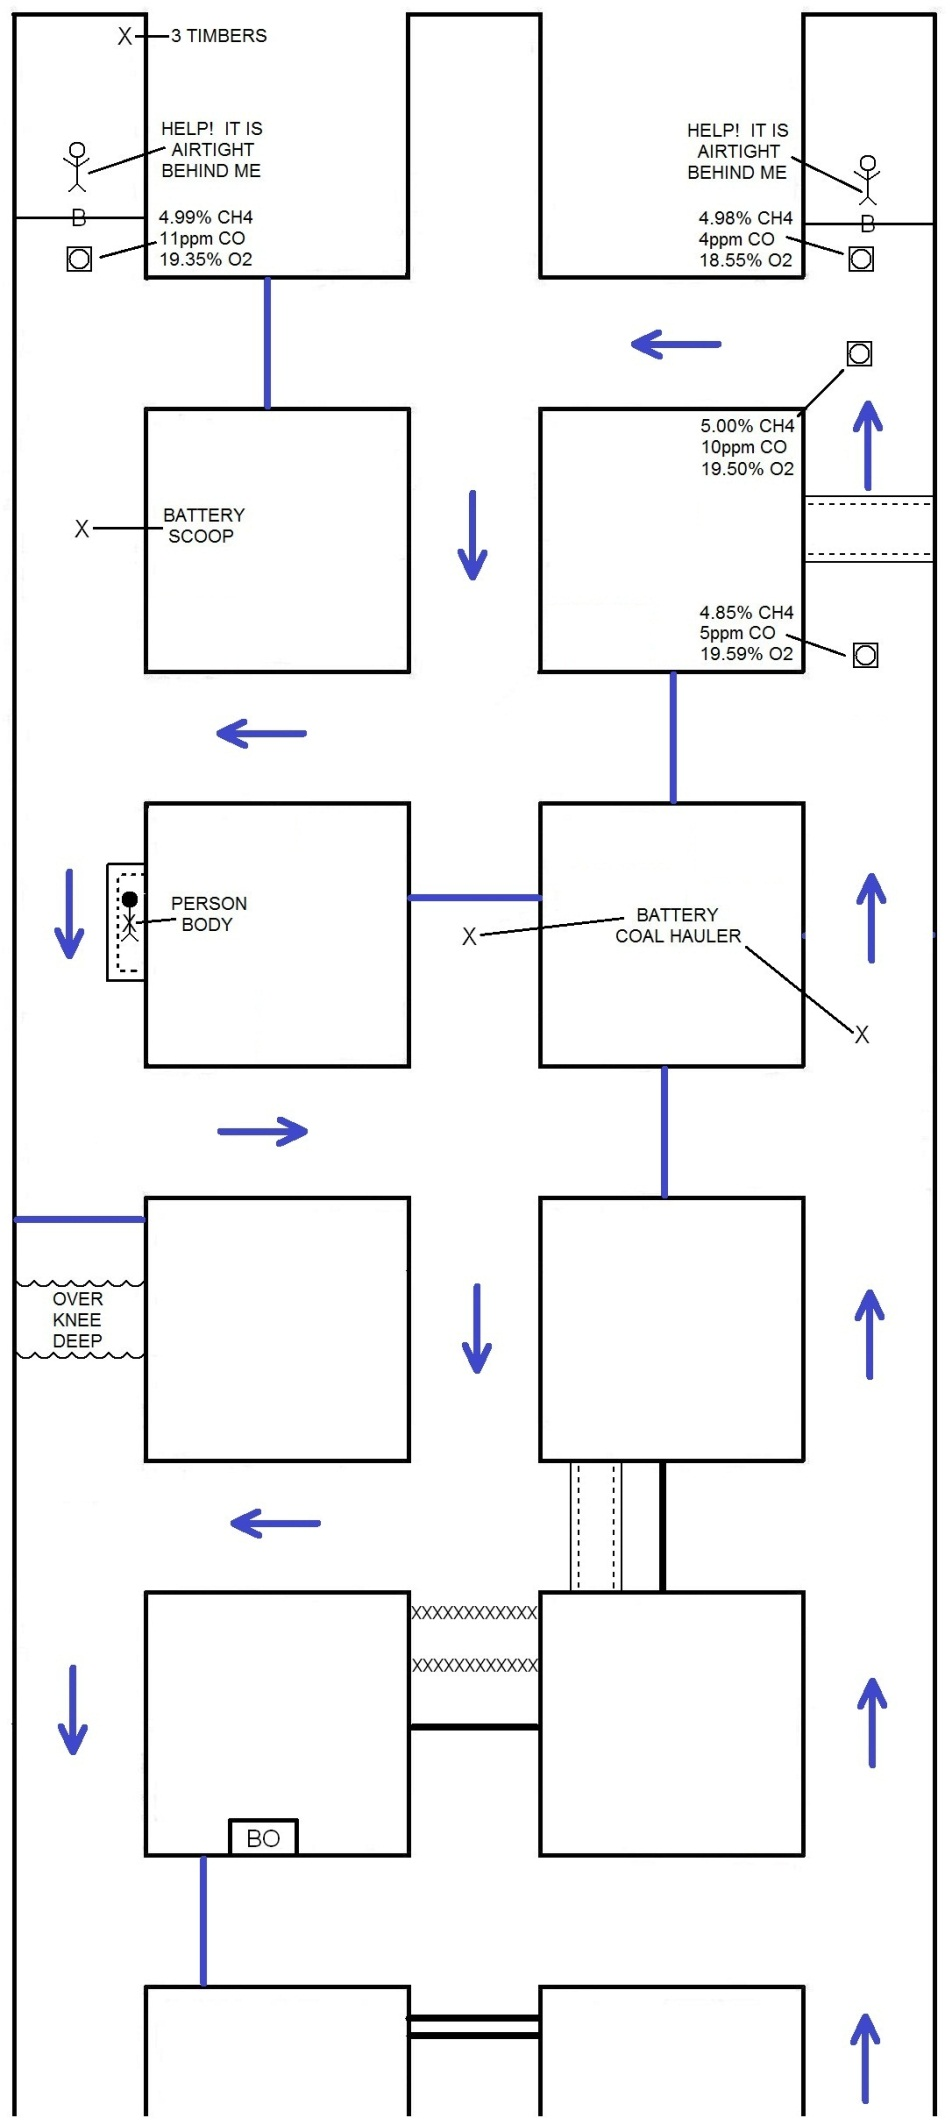 X 3 TIMBERS
HELP! IT IS
AIRTIGHT
BEHIND ME
HELP! IT IS
AIRTIGHT
BEHIND ME
B
4.99% CH4
11ppm CO
19.35% O2
4.98% CH4
4ppm CO
18.55% O2
B
5.00% CH4
10ppm CO
19.50% O2
X
BATTERY
SCOOP
4.85% CH4
5ppm CO
19.59% O2
PERSON
BODY
BATTERY
COAL HAULER
X
X
OVER
KNEE
DEEP
XXXXXXXXXXXX
XXXXXXXXXXXX
BO